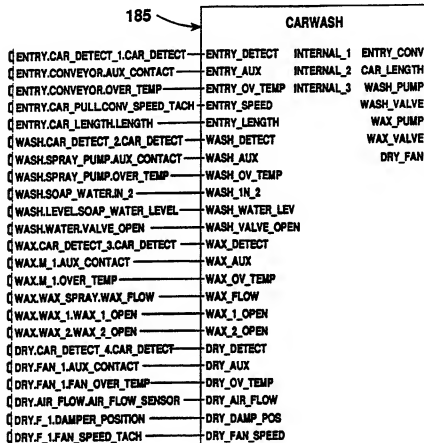 185
CARWASH
ENTRY.CAR_DETECT_1.CAR_DETECT ENTRY_DETECT INTERNAL_1 ENTRY_CONV
ENTRY.CONVEYOR.AUX_CONTACT ENTRY_AUX INTERNAL_2 CAR_LENGTH
ENTRY.CONVEYOR.OVER_TEMP ENTRY_OV_TEMP INTERNAL_3 WASH_PUMP
ENTRY.CAR_PULL.CONV_SPEED_TACH ENTRY_SPEED WASH_VALVE
ENTRY.CAR_LENGTH.LENGTH ENTRY_LENGTH WAX_PUMP
WASH.CAR_DETECT_2.CAR_DETECT WASH_DETECT WAX_VALVE
WASH.SPRAY_PUMP.AUX_CONTACT WASH_AUX DRY_FAN
WASH.SPRAY_PUMP.OVER_TEMP WASH_OV_TEMP
WASH.SOAP_WATER.IN_2 WASH_1N_2
WASH.LEVEL.SOAP_WATER_LEVEL WASH_WATER_LEV
WASH.WATER.VALVE_OPEN WASH_VALVE_OPEN
WAX.CAR_DETECT_3.CAR_DETECT WAX_DETECT
WAX.M_1.AUX_CONTACT WAX_AUX
WAX.M_1.OVER_TEMP WAX_OV_TEMP
WAX.WAX_SPRAY.WAX_FLOW WAX_FLOW
WAX.WAX_1.WAX_1_OPEN WAX_1_OPEN
WAX.WAX_2.WAX_2_OPEN WAX_2_OPEN
DRY.CAR_DETECT_4.CAR_DETECT DRY_DETECT
DRY.FAN_1.AUX_CONTACT DRY_AUX
DRY.FAN_1.FAN_OVER_TEMP DRY_OV_TEMP
DRY.AIR_FLOW.AIR_FLOW_SENSOR DRY_AIR_FLOW
DRY.F_1.DAMPER_POSITION DRY_DAMP_POS
DRY.F_1.FAN_SPEED_TACH DRY_FAN_SPEED